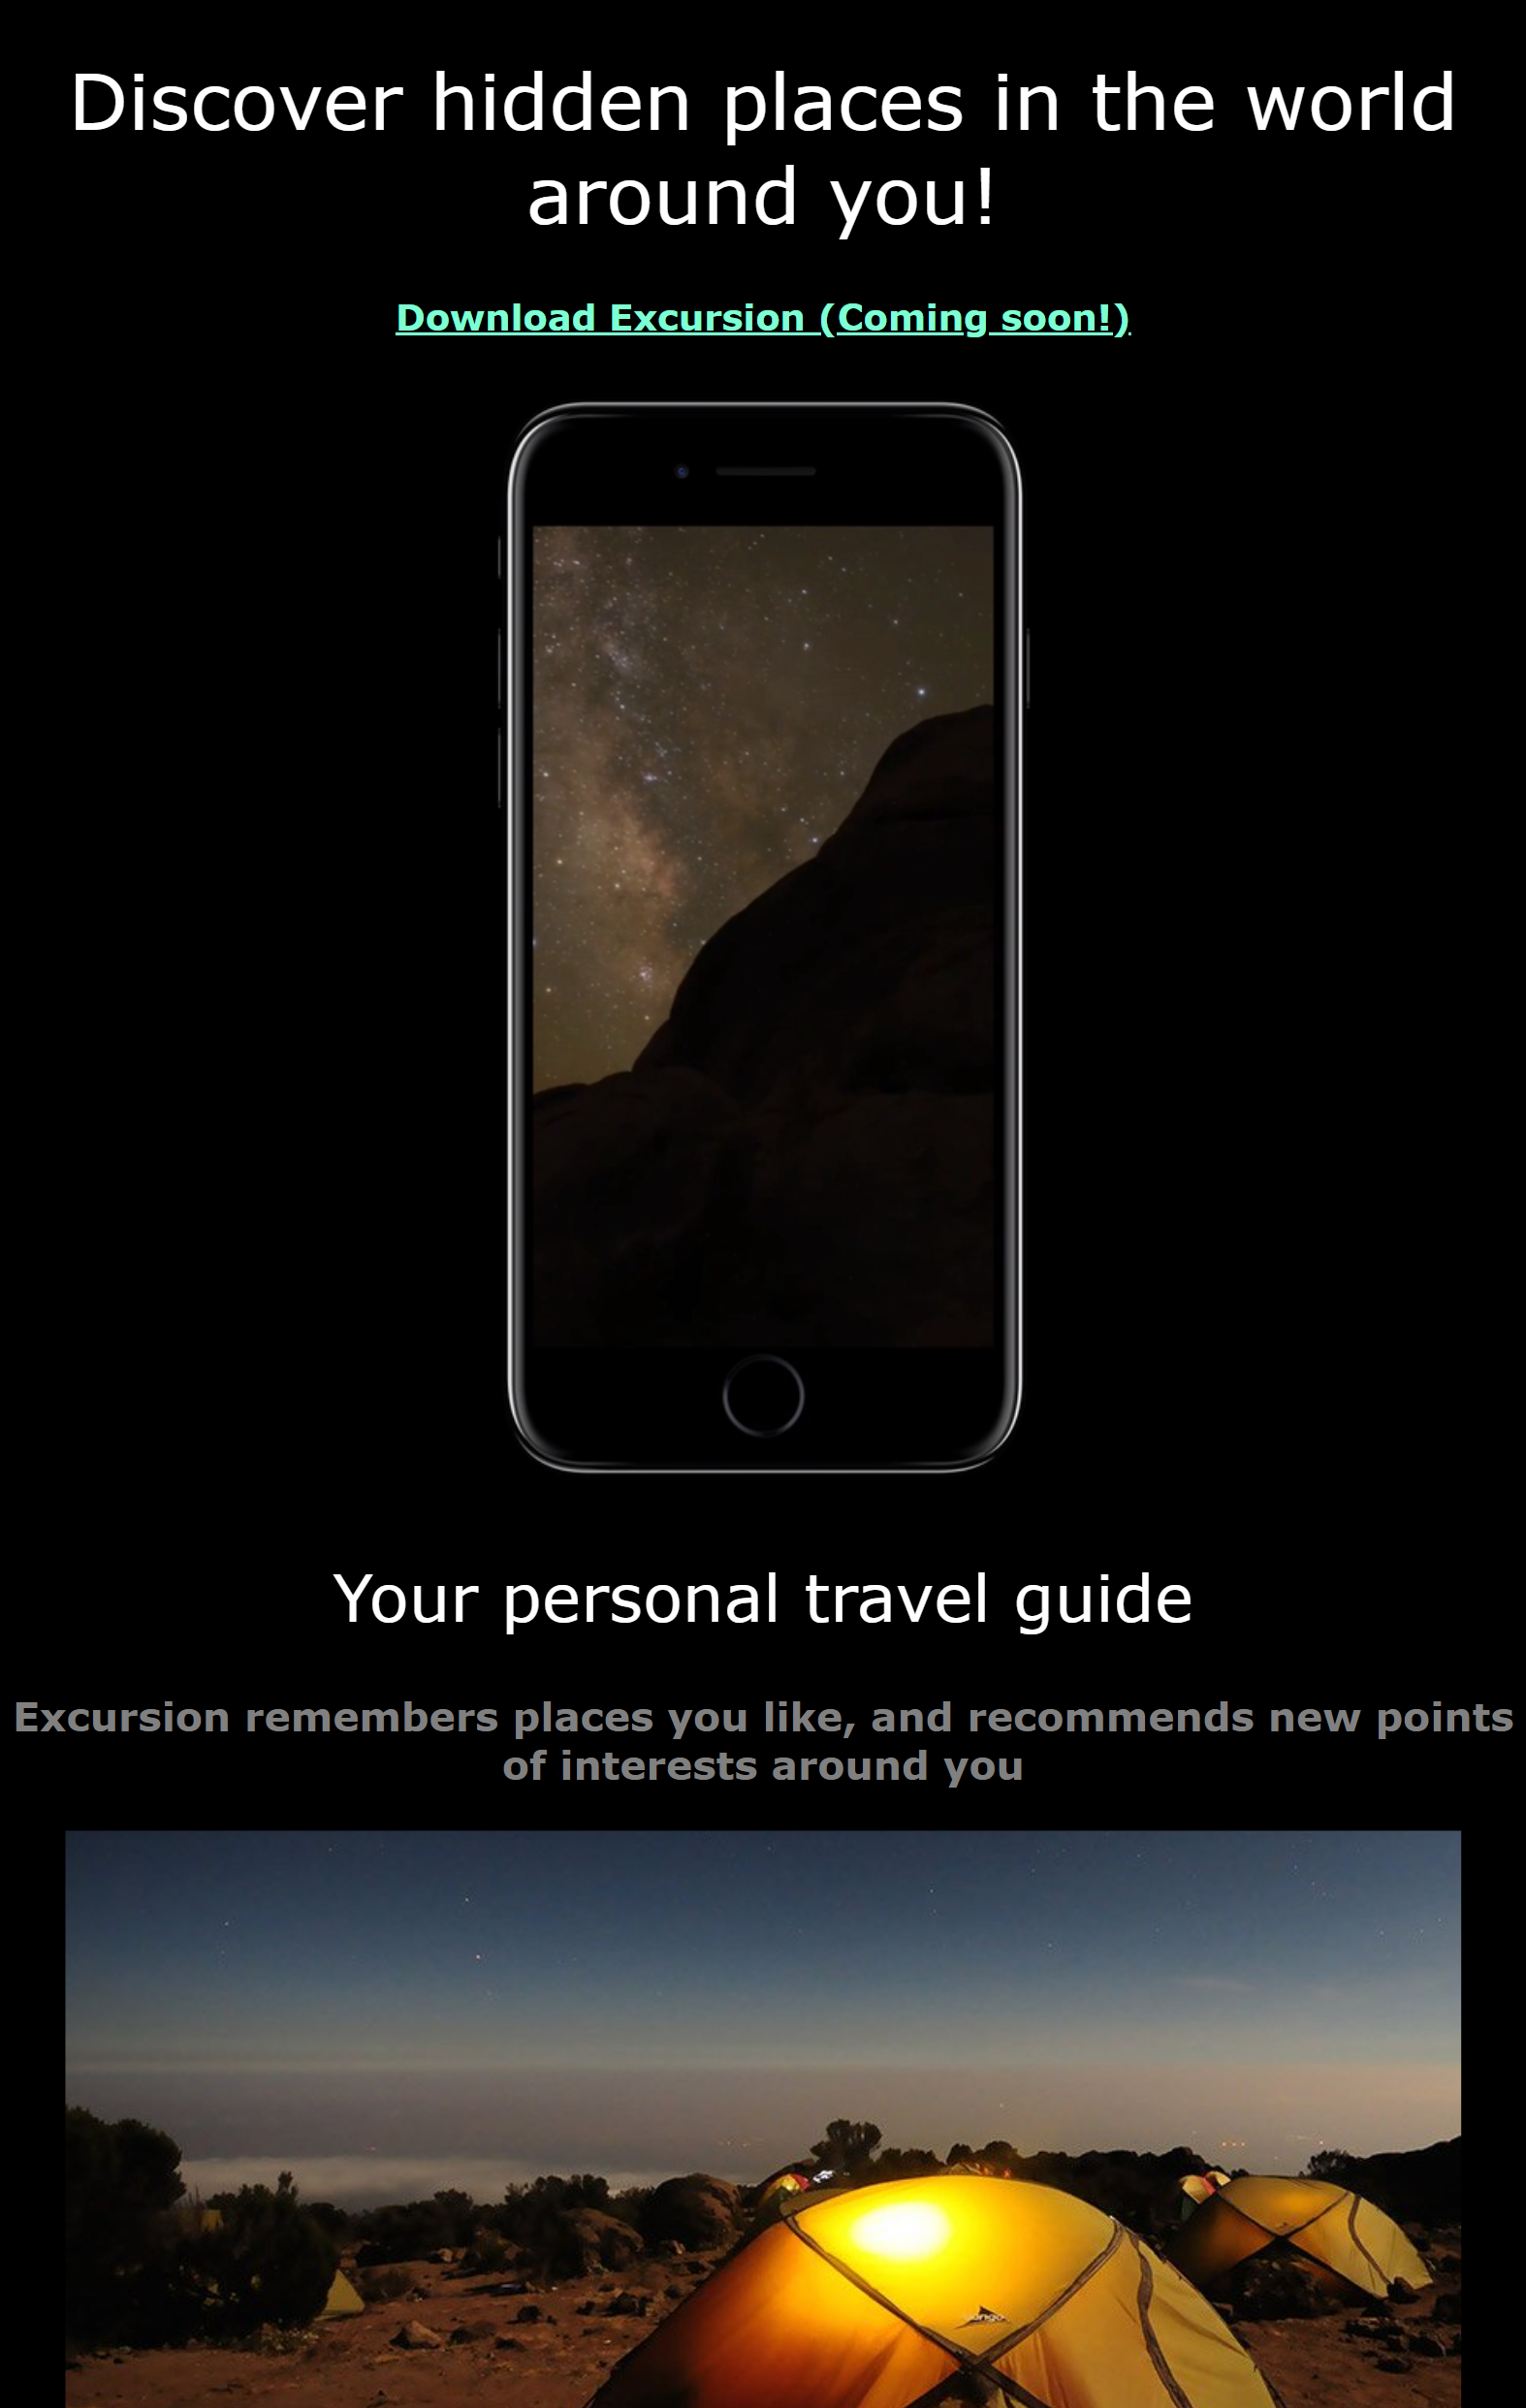 Discover hidden places in the world
around you!
Download Excursion (Coming soon!)
Your personal travel guide
Excursion remembers places you like, and recommends new points
of interests around you